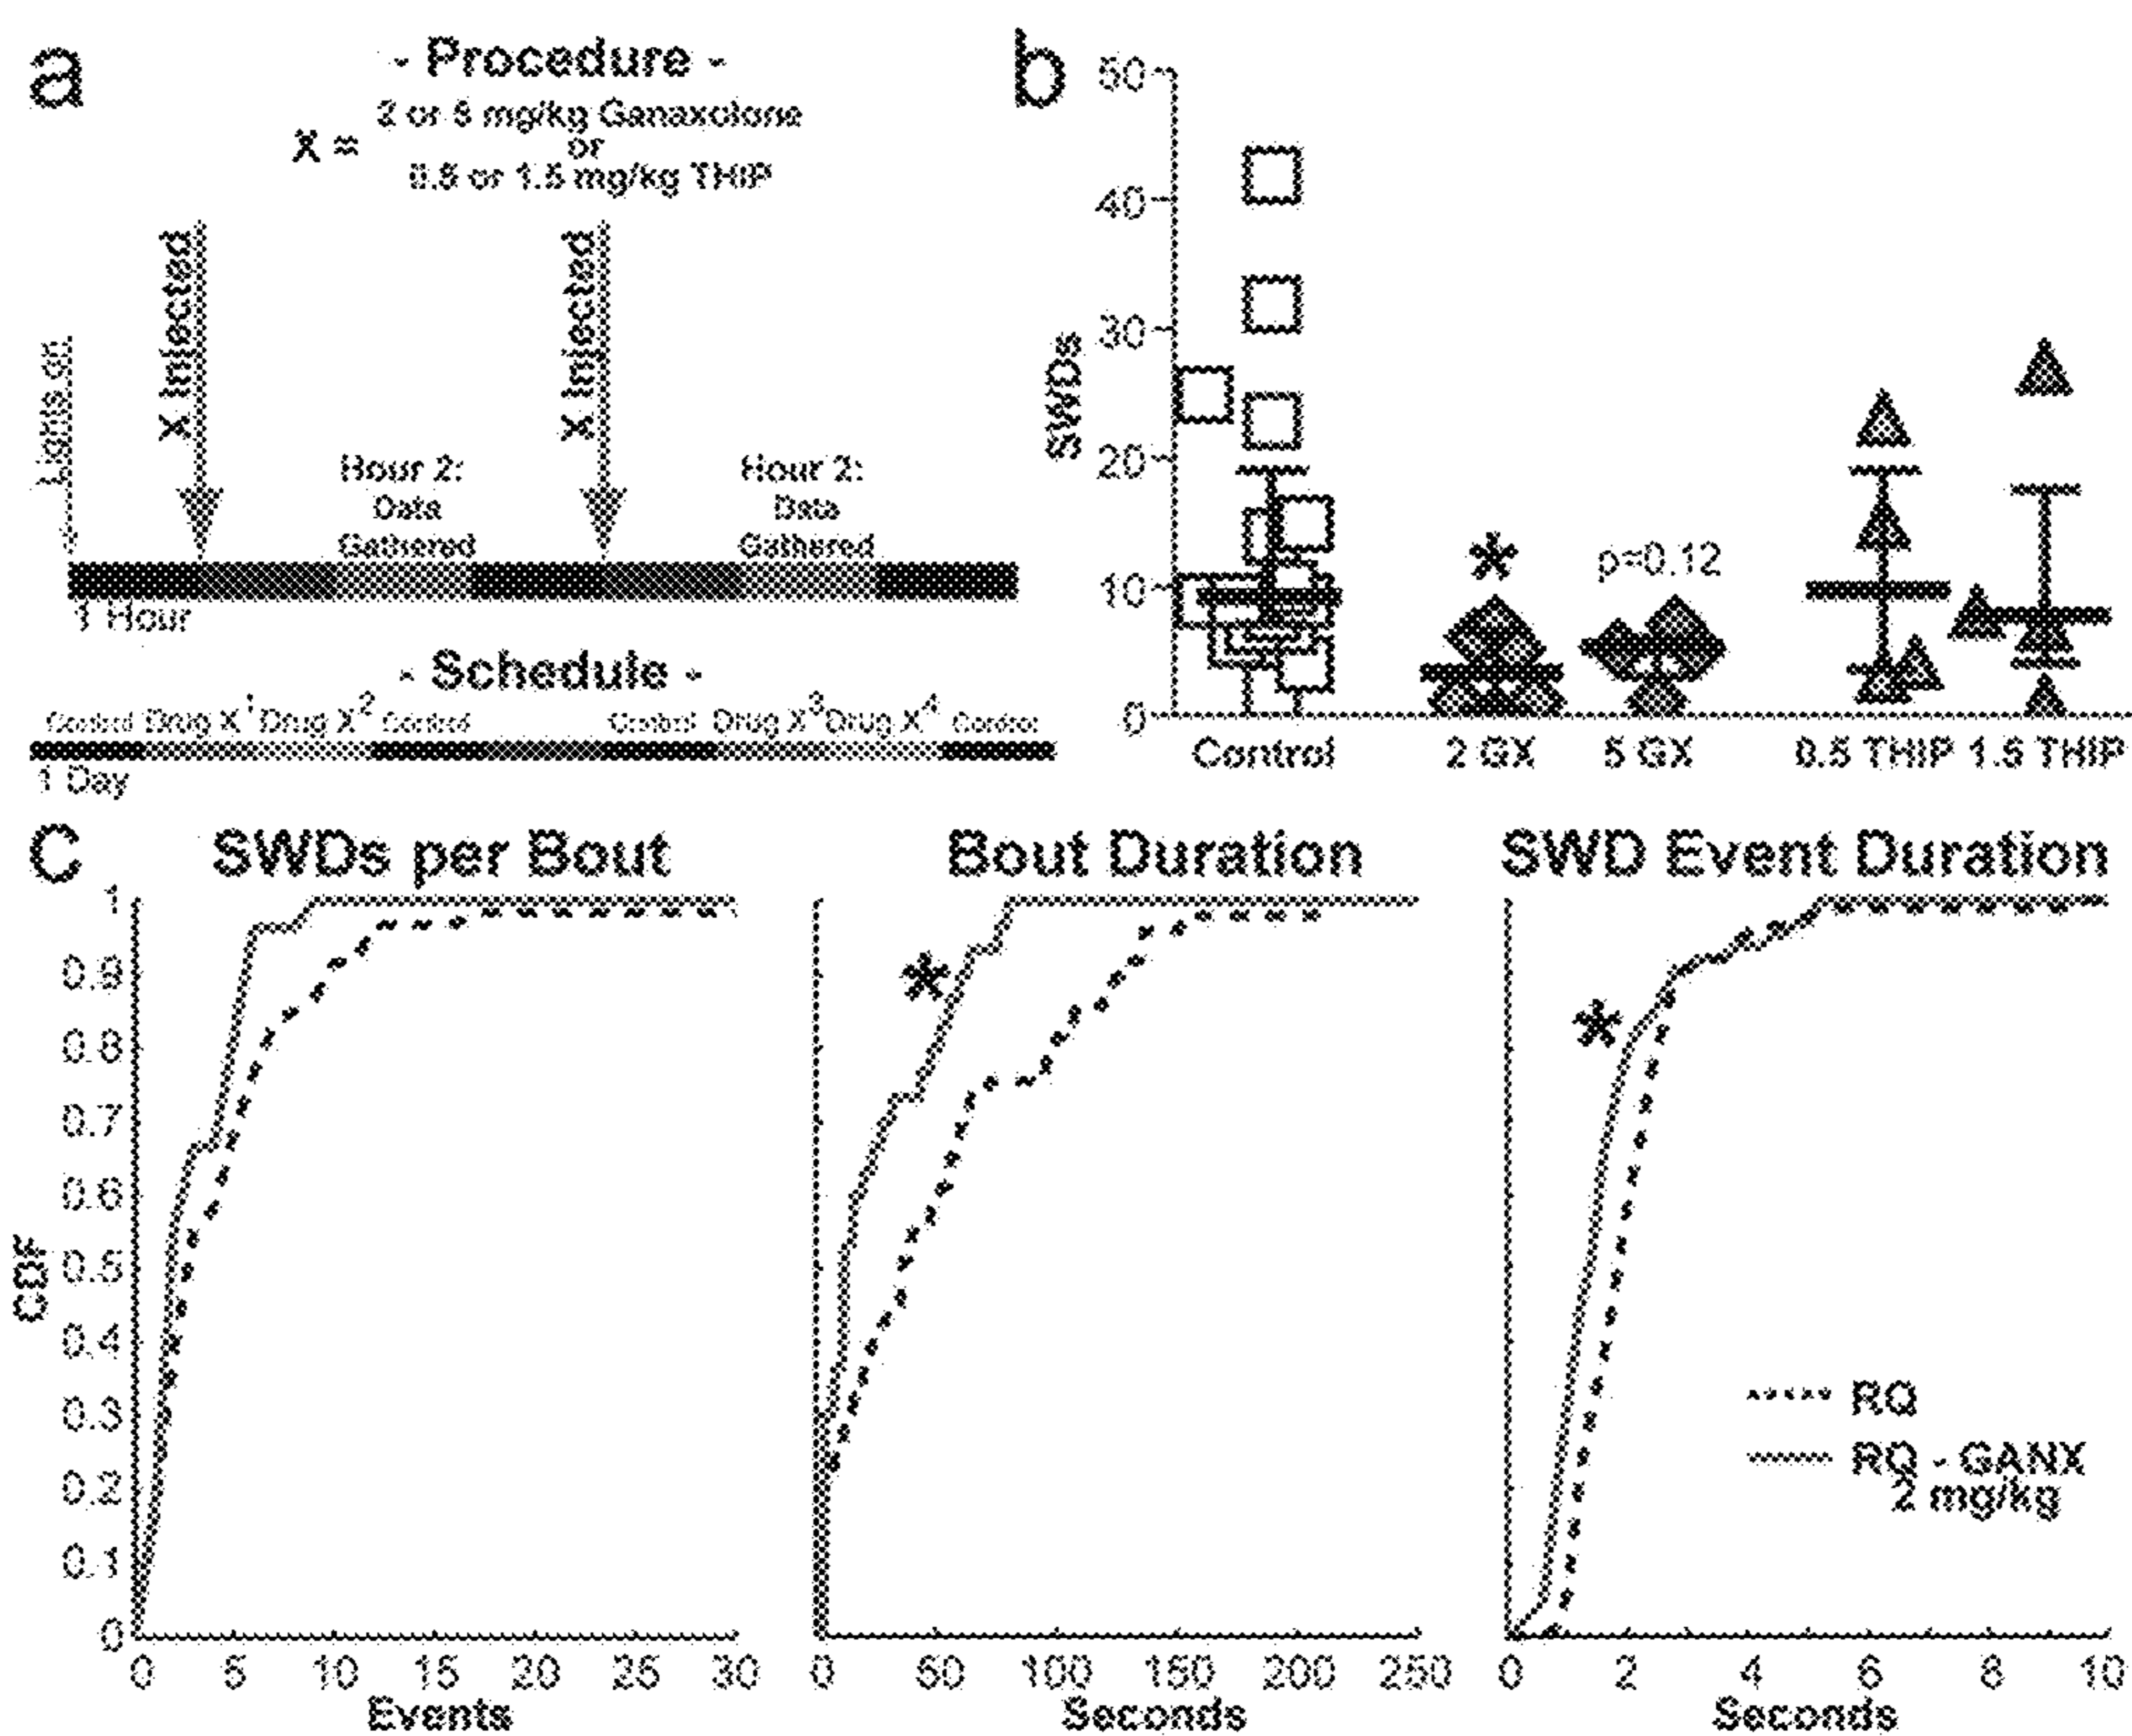 a
- Procedure -
X = 2 or 5 mg/kg Ganaxolone
or
0.5 or 1.5 mg/kg THIP
Lights on
X Injected
X Injected
Hour 2:
Data
Gathered
Hour 2:
Data
Gathered
1 Hour
- Schedule -
Control Drug X1 Drug X2 Control Control Drug X3 Drug X4 Control
1 Day
b
SWDs
50
40
30
20
10
0
*
p=0.12
Control 2 GX 5 GX 0.5 THIP 1.5 THIP
c
SWDs per Bout
CDF
1
0.9
0.8
0.7
0.6
0.5
0.4
0.3
0.2
0.1
0
0 5 10 15 20 25 30
Events
Bout Duration
*
0 50 100 150 200 250
Seconds
SWD Event Duration
*
RQ
RQ - GANX
2 mg/kg
0 2 4 6 8 10
Seconds